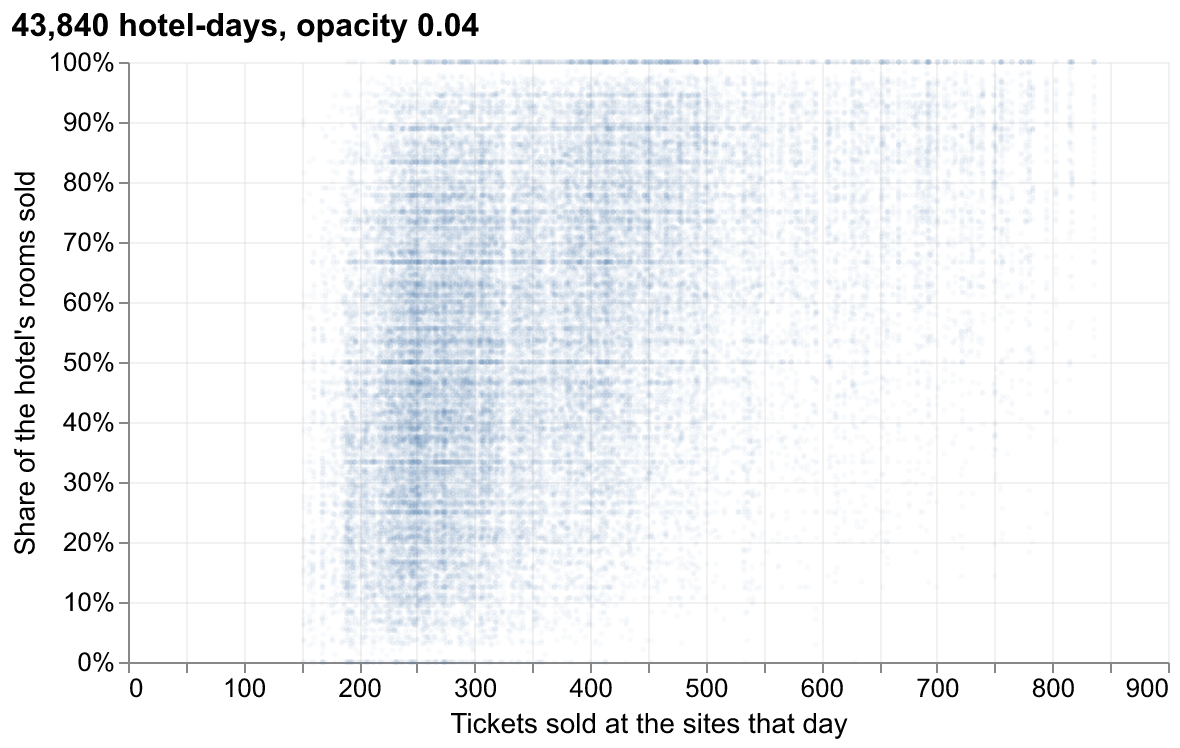 43,840 hotel-days, opacity 0.04
Share of the hotel's rooms sold
100%
90%
80%
70%
60%
50%
40%
30%
20%
10%
0%
0 100 200 300 400 500 600 700 800 900
Tickets sold at the sites that day